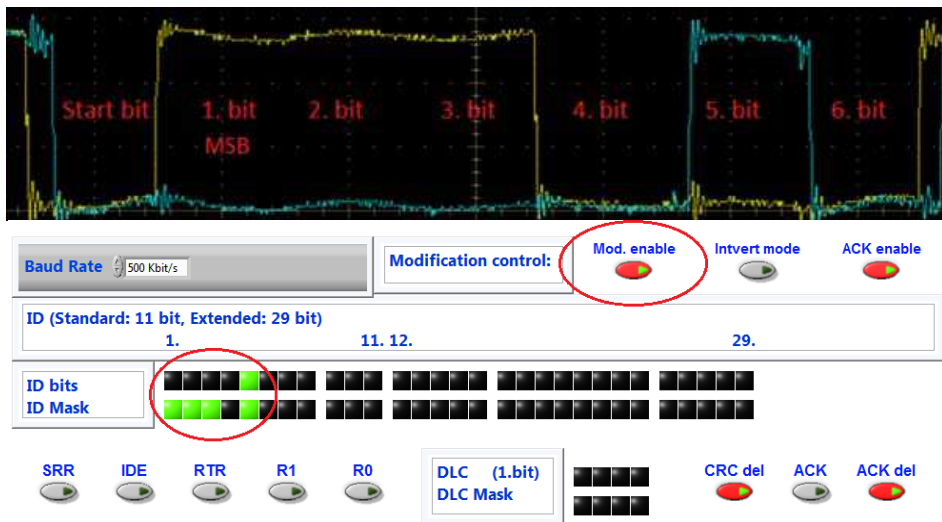 Start bit 1. bit 2. bit 3. bit 4. bit 5. bit 6. bit
MSB
Baud Rate 500 Kbit/s Modification control: Mod. enable Intvert mode ACK enable
ID (Standard: 11 bit, Extended: 29 bit)
1. 11. 12. 29.
ID bits
ID Mask
SRR IDE RTR R1 R0 DLC (1.bit) CRC del ACK ACK del
DLC Mask